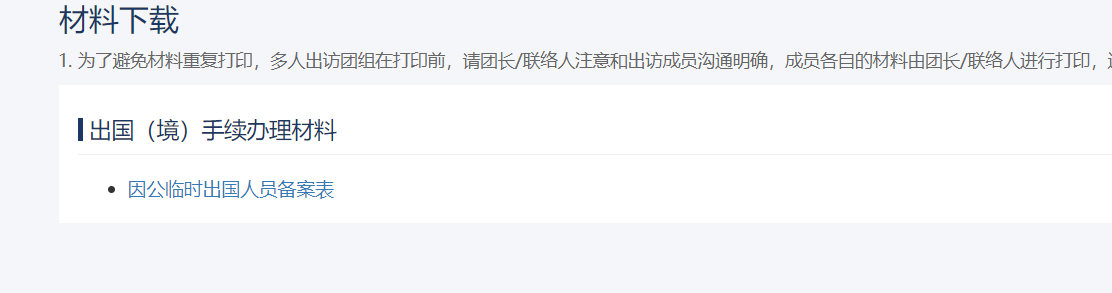 材料下载
1. 为了避免材料重复打印，多人出访团组在打印前，请团长/联络人注意和出访成员沟通明确，成员各自的材料由团长/联络人进行打印，
出国（境）手续办理材料
因公临时出国人员备案表